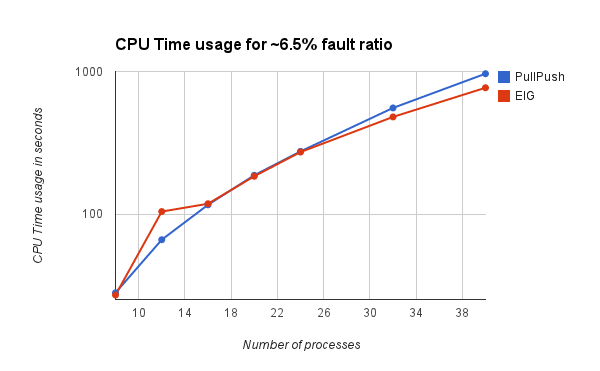 CPU Time usage for ~6.5% fault ratio
1000
100
CPU Time usage in seconds
PullPush
EIG
10 14 18 22 26 30 34 38
Number of processes